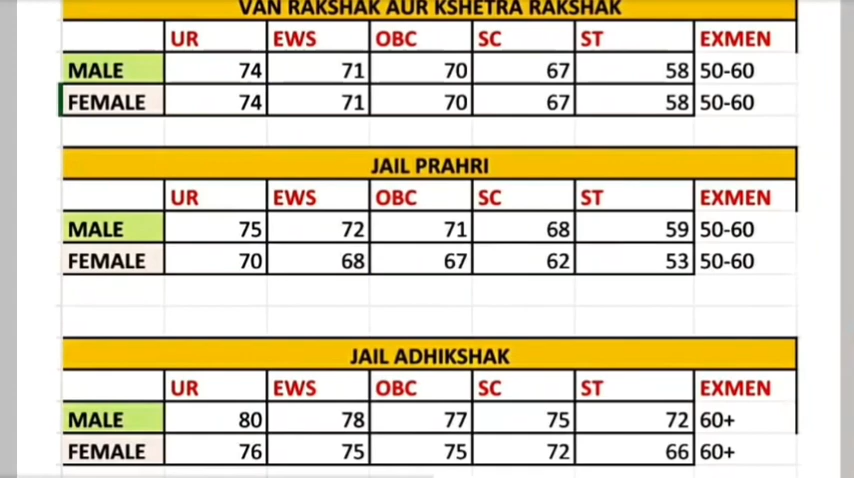 VAN RAKSHAK AUR KSHETRA RAKSHAK
UR EWS OBC SC ST EXMEN
MALE 74 71 70 67 58 50-60
FEMALE 74 71 70 67 58 50-60
JAIL PRAHRI
UR EWS OBC SC ST EXMEN
MALE 75 72 71 68 59 50-60
FEMALE 70 68 67 62 53 50-60
JAIL ADHIKSHAK
UR EWS OBC SC ST EXMEN
MALE 80 78 77 75 72 60+
FEMALE 76 75 75 72 66 60+